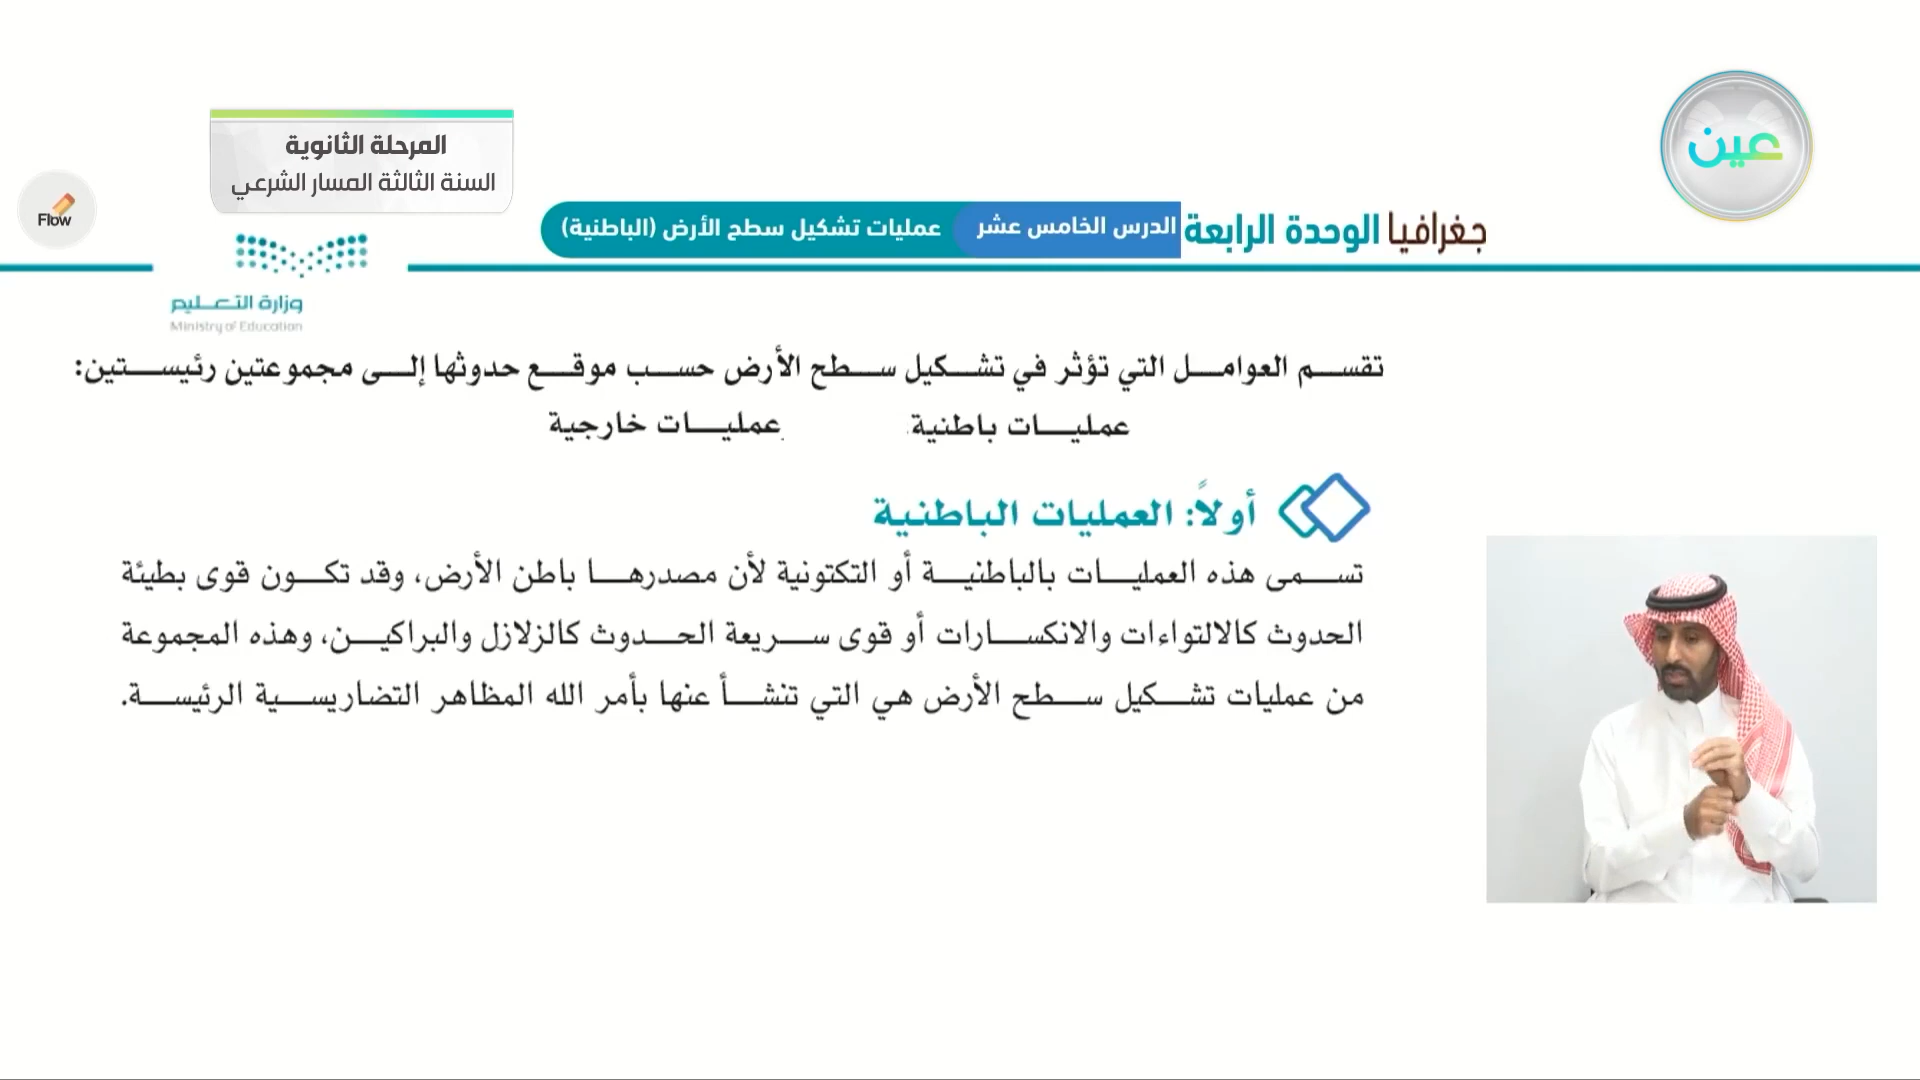 عين
المرحلة الثانوية
السنة الثالثة المسار الشرعي
Flow
جغرافيا الوحدة الرابعة الدرس الخامس عشر عمليات تشكيل سطح الأرض (الباطنية)
وزارة التعليم
Ministry of Education
تقسم العوامل التي تؤثر في تشكيل سطح الأرض حسب موقع حدوثها إلى مجموعتين رئيستين:
عمليات باطنية عمليات خارجية
أولاً: العمليات الباطنية
تسمى هذه العمليات بالباطنية أو التكتونية لأن مصدرها باطن الأرض، وقد تكون قوى بطيئة
الحدوث كالالتواءات والانكسارات أو قوى سريعة الحدوث كالزلازل والبراكين، وهذه المجموعة
من عمليات تشكيل سطح الأرض هي التي تنشأ عنها بأمر الله المظاهر التضاريسية الرئيسة.